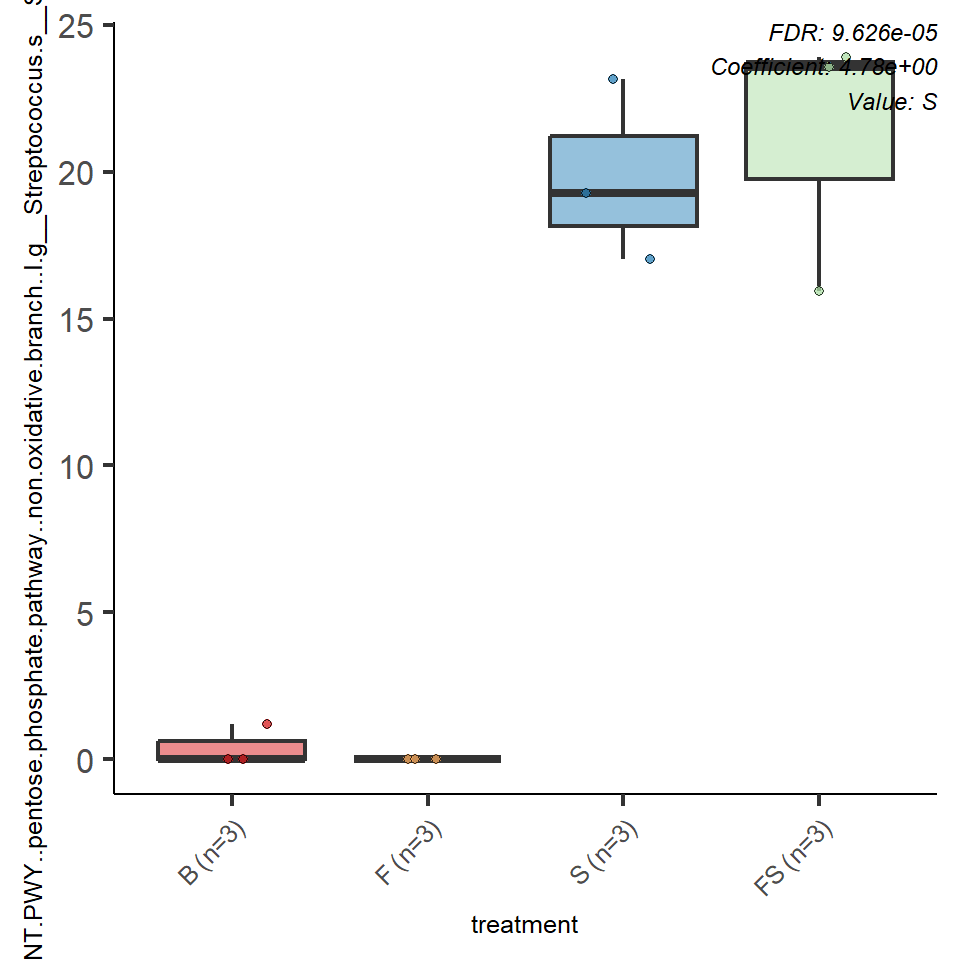 NT.PWY..pentose.phosphate.pathway..non.oxidative.branch..I.g__Streptococcus.s__S
25
20
15
10
5
0
FDR: 9.626e-05
Coefficient: 4.78e+00
Value: S
B (n=3)
F (n=3)
S (n=3)
FS (n=3)
treatment